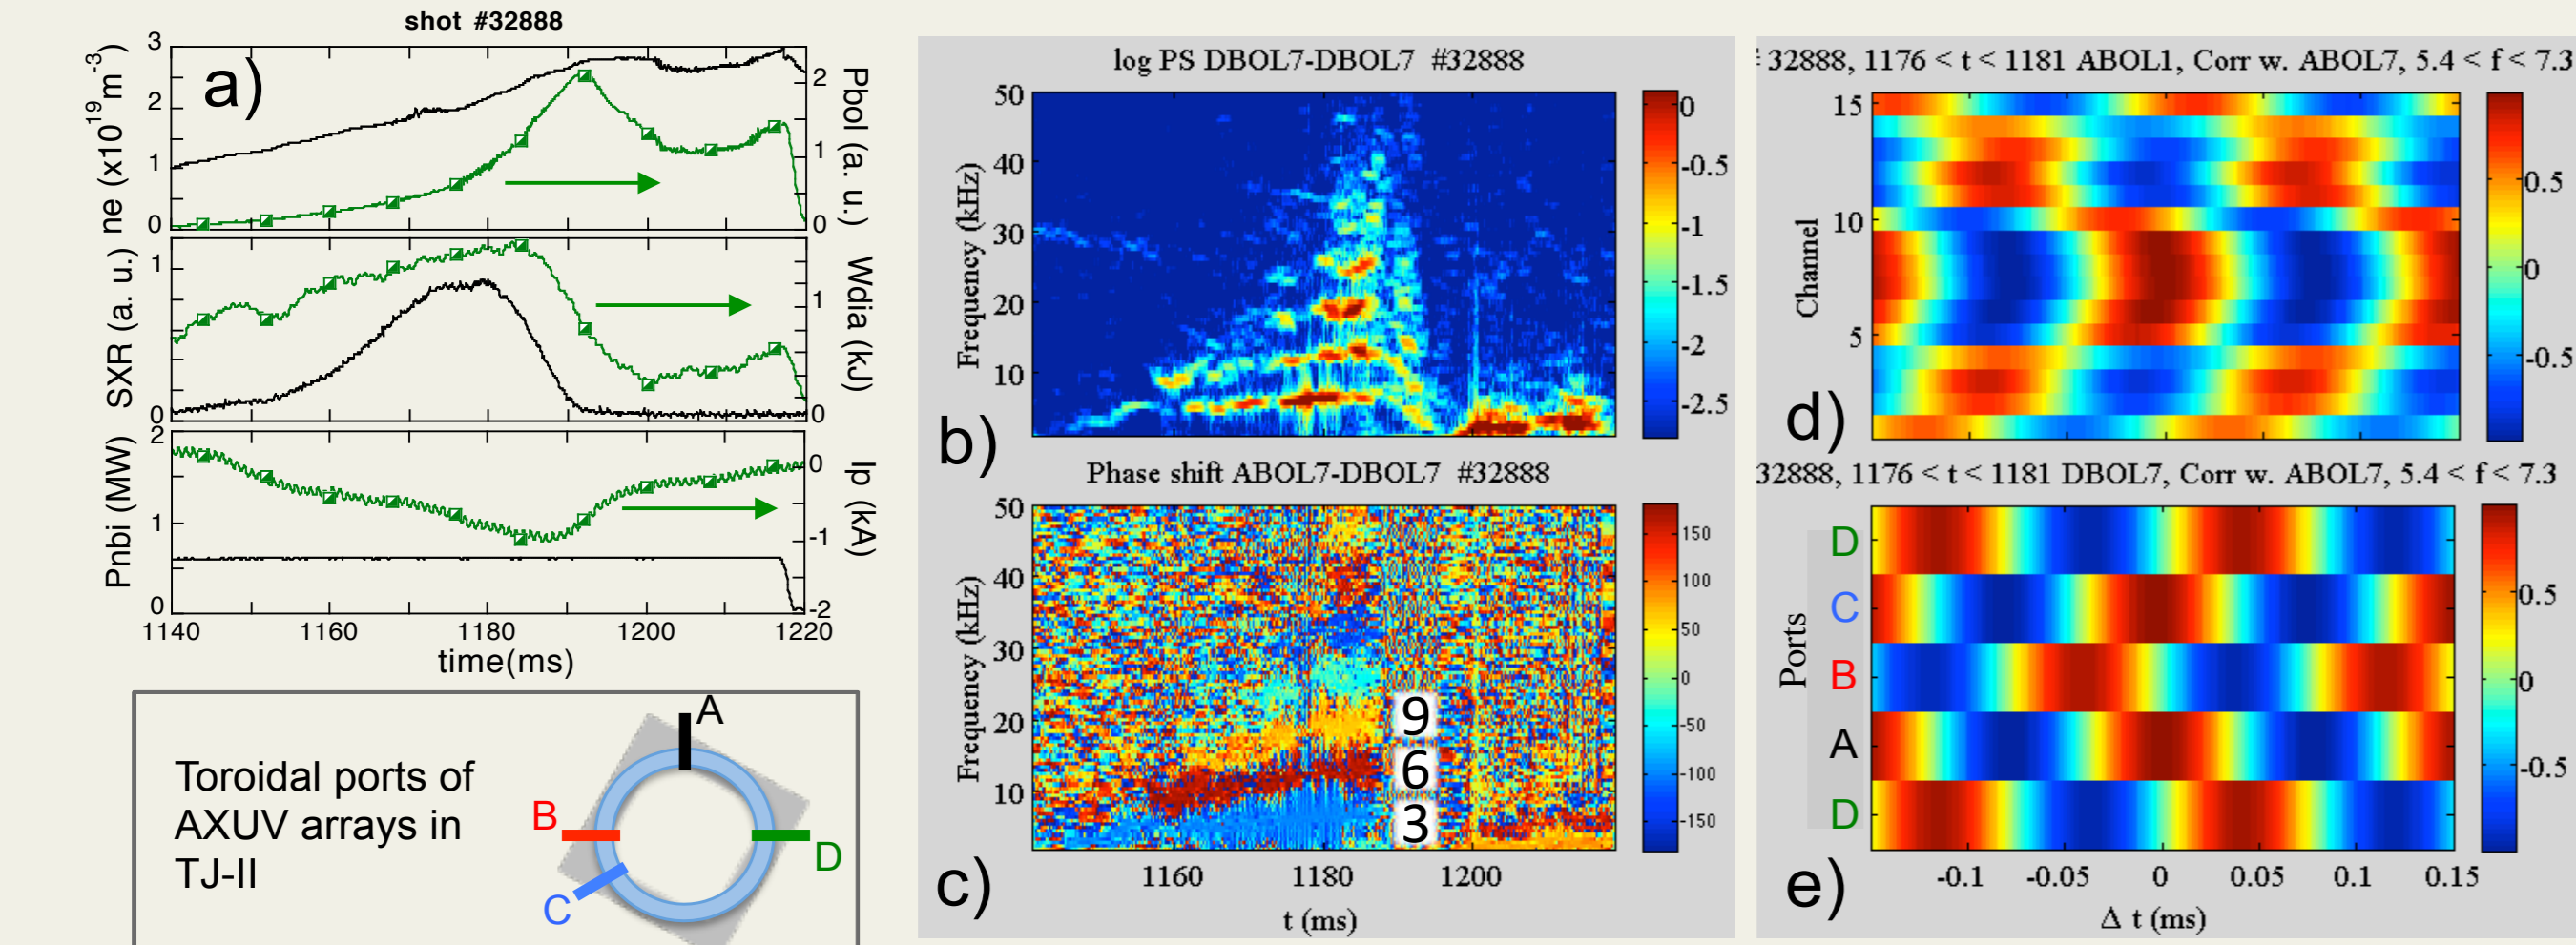 shot #32888
a)
ne (x10^19 m^-3)
3
2
1
0
Pbol (a. u.)
2
1
0
SXR (a. u.)
1
0
Wdia (kJ)
1
0
Pnbi (MW)
2
1
0
Ip (kA)
0
-1
-2
1140 1160 1180 1200 1220
time(ms)
Toroidal ports of
AXUV arrays in
TJ-II
A
B
C
D
log PS DBOL7-DBOL7 #32888
b)
Frequency (kHz)
50
40
30
20
10
0
-0.5
-1
-1.5
-2
-2.5
Phase shift ABOL7-DBOL7 #32888
c)
Frequency (kHz)
50
40
30
20
10
9
6
3
150
100
50
0
-50
-100
-150
1160 1180 1200
t (ms)
32888, 1176 < t < 1181 ABOL1, Corr w. ABOL7, 5.4 < f < 7.3
d)
Channel
15
10
5
0.5
0
-0.5
32888, 1176 < t < 1181 DBOL7, Corr w. ABOL7, 5.4 < f < 7.3
e)
Ports
D
C
B
A
D
0.5
0
-0.5
-0.1 -0.05 0 0.05 0.1 0.15
Δ t (ms)